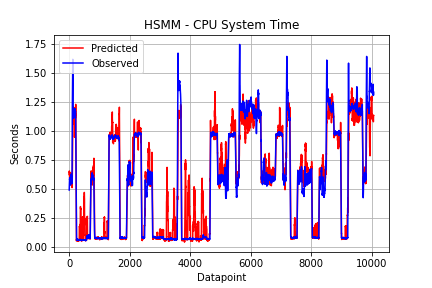 HSMM - CPU System Time
Predicted
Observed
1.75
1.50
1.25
1.00
0.75
0.50
0.25
0.00
Seconds
0 2000 4000 6000 8000 10000
Datapoint